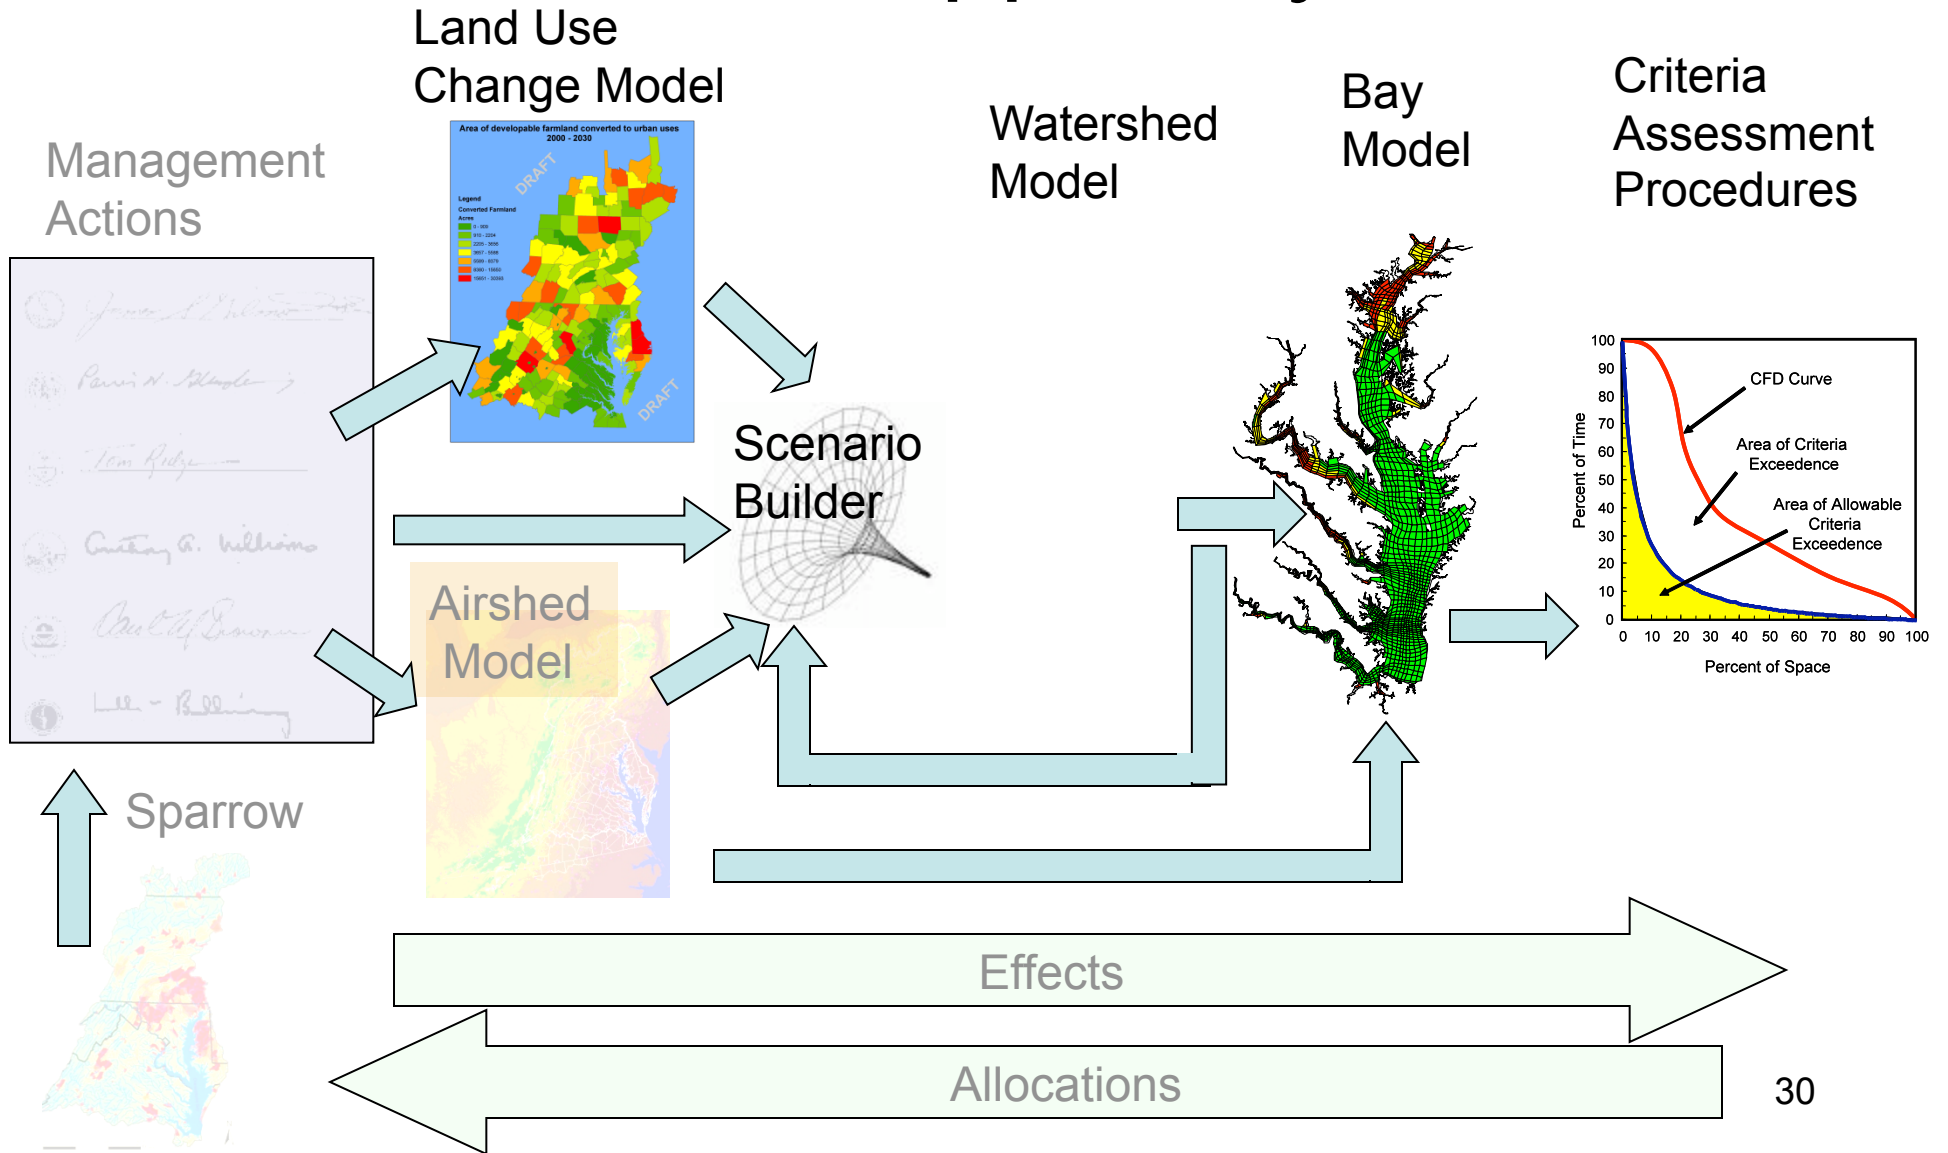 Land Use
Change Model
Management
Actions
Watershed
Model
Bay
Model
Criteria
Assessment
Procedures
Area of developable farmland converted to urban uses
2000 - 2030
DRAFT
Legend
Converted Farmland
Acres
DRAFT
Scenario
Builder
Tom Ridge
Airshed
Model
Sparrow
100
90
80
70
60
50
40
30
20
10
0
Percent of Time
CFD Curve
Area of Criteria
Exceedence
Area of Allowable
Criteria
Exceedence
0 10 20 30 40 50 60 70 80 90 100
Percent of Space
Effects
Allocations
30